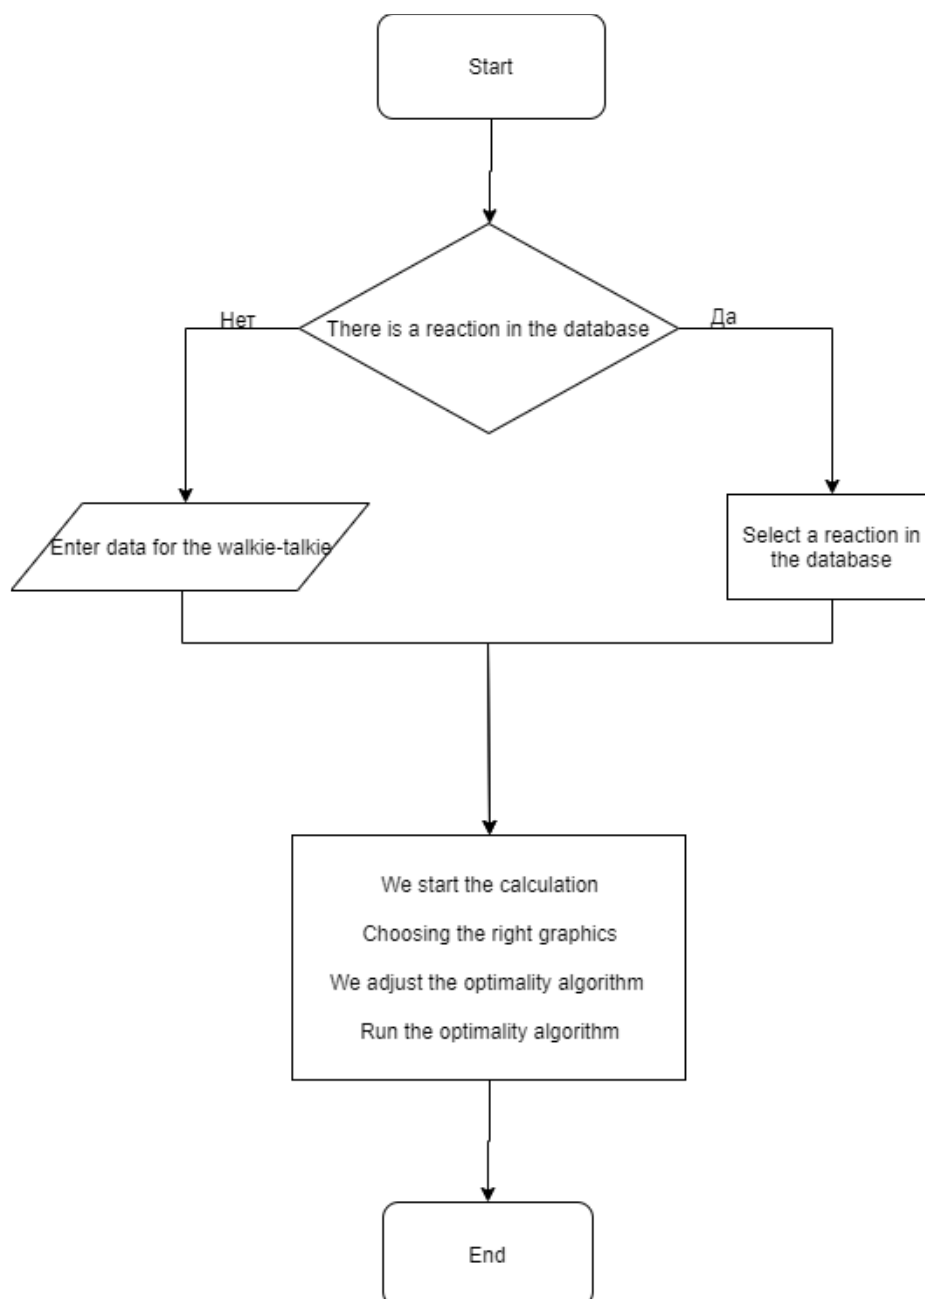 Start
Нет
There is a reaction in the database
Да
Enter data for the walkie-talkie
Select a reaction in
the database
We start the calculation
Choosing the right graphics
We adjust the optimality algorithm
Run the optimality algorithm
End